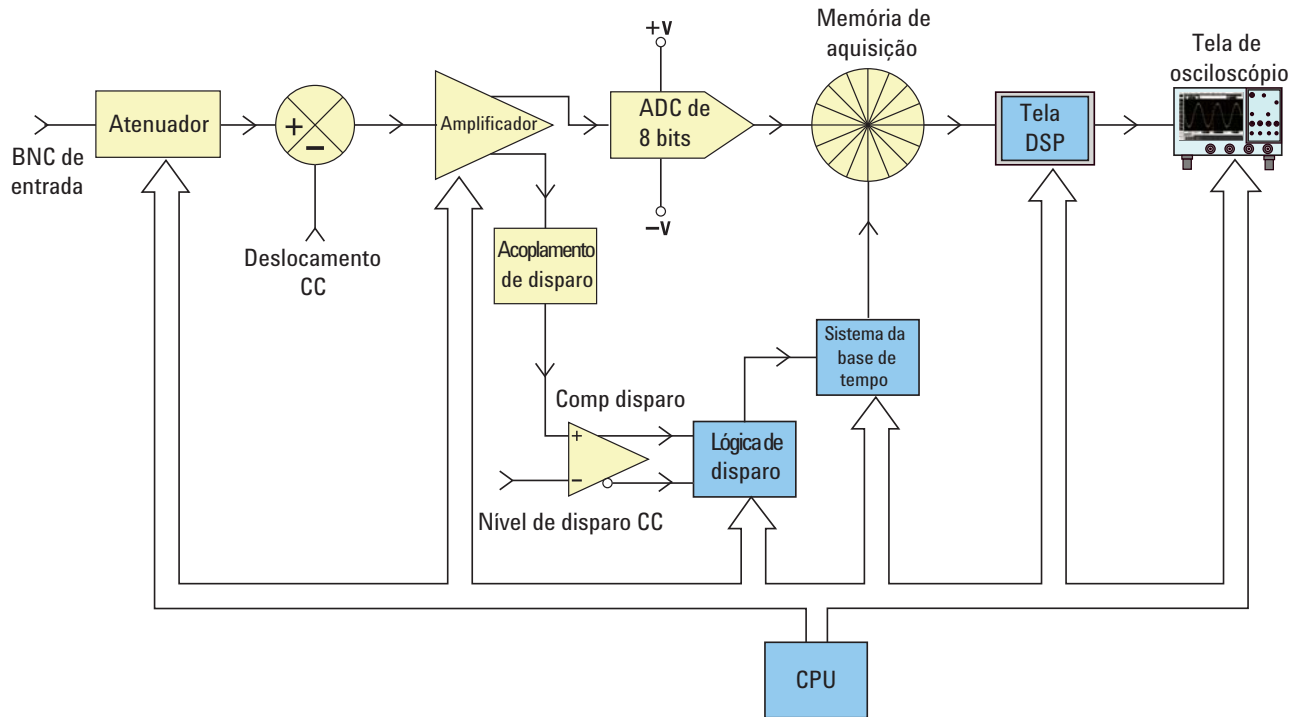 Memória de
aquisição
Tela de
osciloscópio
+v
Atenuador
+
−
Amplificador
ADC de
8 bits
Tela
DSP
BNC de
entrada
−v
Deslocamento
CC
Acoplamento
de disparo
Sistema da
base de
tempo
Comp disparo
+
−
Lógica de
disparo
Nível de disparo CC
CPU